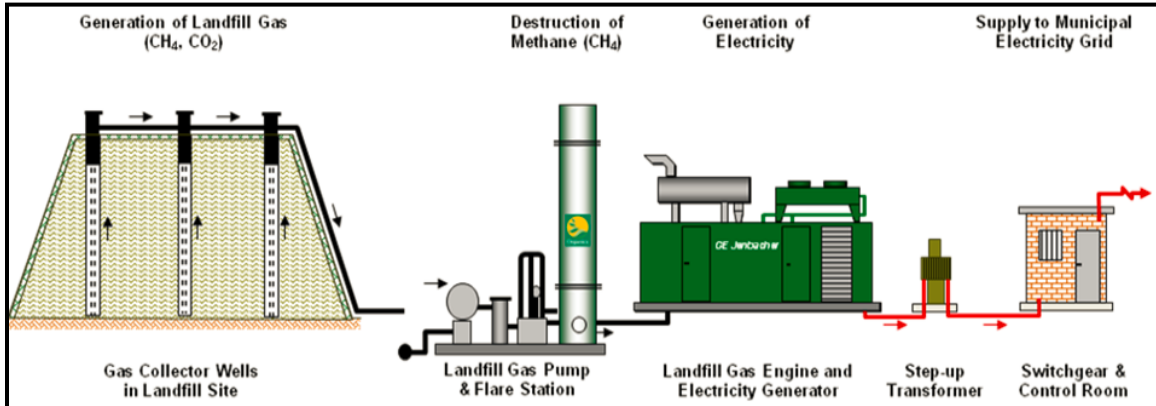 Generation of Landfill Gas
(CH₄, CO₂)
Destruction of
Methane (CH₄)
Generation of
Electricity
Supply to Municipal
Electricity Grid
GE Jenbacher
Gas Collector Wells
in Landfill Site
Landfill Gas Pump
& Flare Station
Landfill Gas Engine and
Electricity Generator
Step-up
Transformer
Switchgear &
Control Room